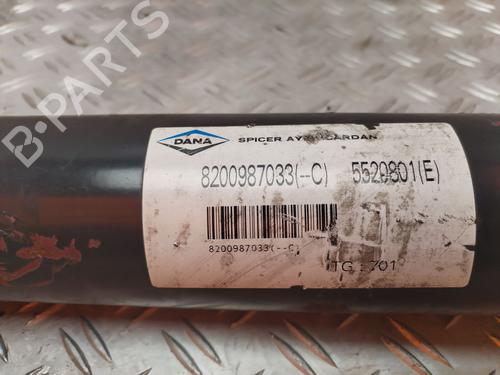 B-PARTS
DANA
SPICER AYRA CARDAN
8200987033(--C) 5520801(E)
8200987033(--C)
TG : 701